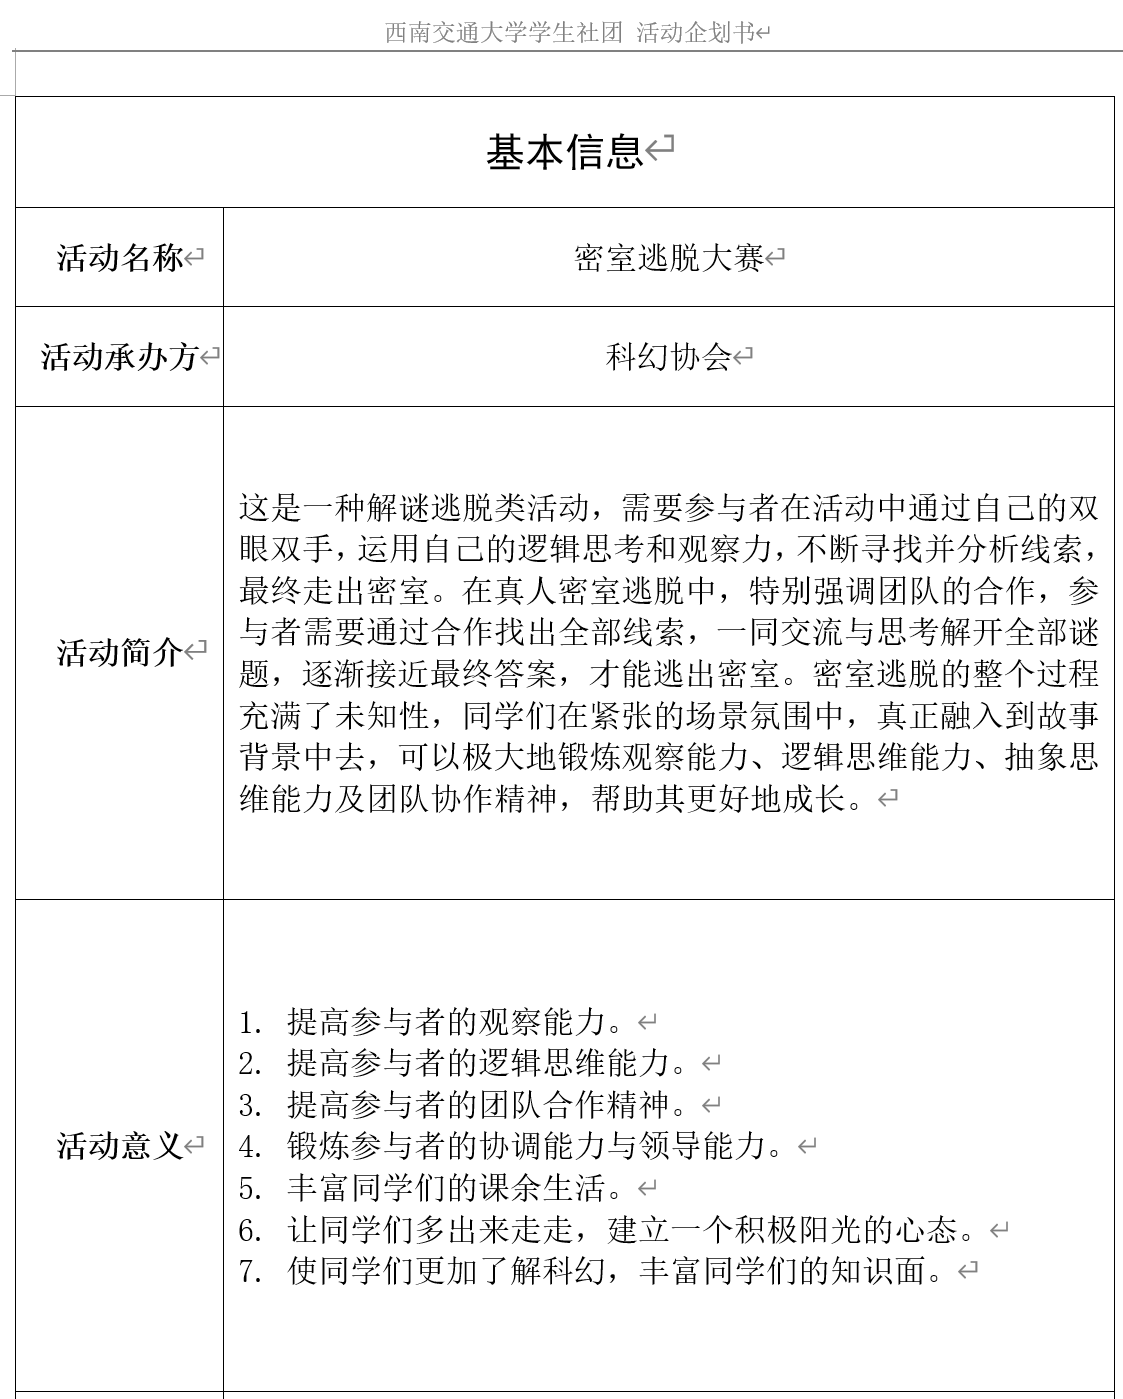 西南交通大学学生社团 活动企划书
基本信息
活动名称
密室逃脱大赛
活动承办方
科幻协会
活动简介
这是一种解谜逃脱类活动，需要参与者在活动中通过自己的双
眼双手，运用自己的逻辑思考和观察力，不断寻找并分析线索，
最终走出密室。在真人密室逃脱中，特别强调团队的合作，参
与者需要通过合作找出全部线索，一同交流与思考解开全部谜
题，逐渐接近最终答案，才能逃出密室。密室逃脱的整个过程
充满了未知性，同学们在紧张的场景氛围中，真正融入到故事
背景中去，可以极大地锻炼观察能力、逻辑思维能力、抽象思
维能力及团队协作精神，帮助其更好地成长。
活动意义
1. 提高参与者的观察能力。
2. 提高参与者的逻辑思维能力。
3. 提高参与者的团队合作精神。
4. 锻炼参与者的协调能力与领导能力。
5. 丰富同学们的课余生活。
6. 让同学们多出来走走，建立一个积极阳光的心态。
7. 使同学们更加了解科幻，丰富同学们的知识面。